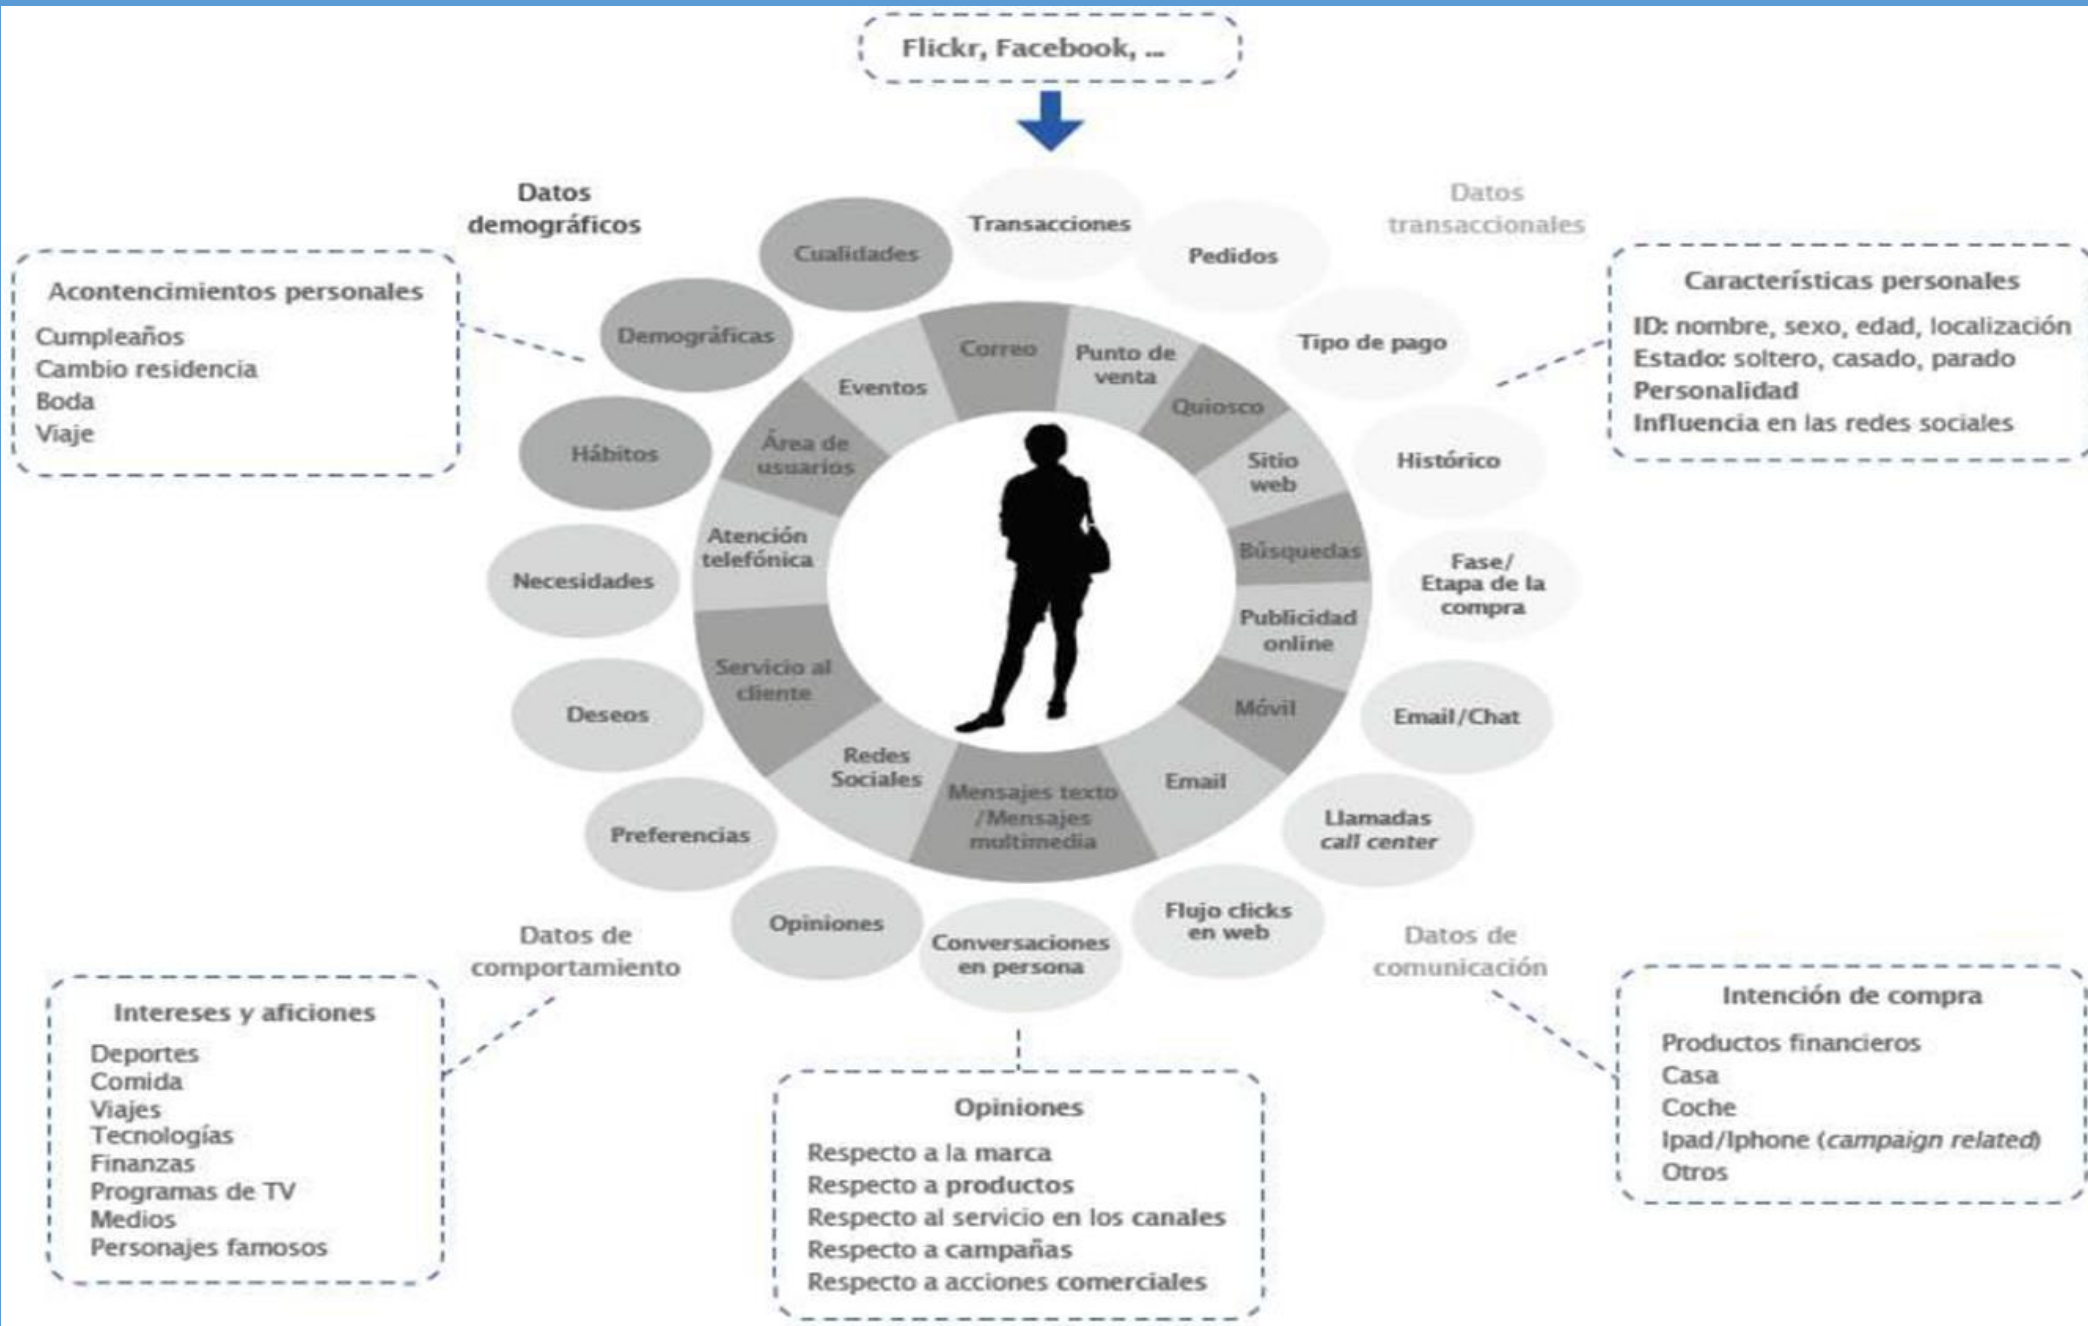 Flickr, Facebook, ...
Datos
demográficos
Datos
transaccionales
Acontencimientos personales
Cumpleaños
Cambio residencia
Boda
Viaje
Características personales
ID: nombre, sexo, edad, localización
Estado: soltero, casado, parado
Personalidad
Influencia en las redes sociales
Transacciones
Pedidos
Tipo de pago
Histórico
Fase/
Etapa de la
compra
Email/Chat
Llamadas
call center
Flujo clicks
en web
Conversaciones
en persona
Opiniones
Preferencias
Deseos
Necesidades
Hábitos
Demográficas
Cualidades
Correo
Punto de
venta
Quiosco
Sitio
web
Búsquedas
Publicidad
online
Móvil
Email
Mensajes texto
/Mensajes
multimedia
Redes
Sociales
Servicio al
cliente
Atención
telefónica
Área de
usuarios
Eventos
Datos de
comportamiento
Datos de
comunicación
Intereses y aficiones
Deportes
Comida
Viajes
Tecnologías
Finanzas
Programas de TV
Medios
Personajes famosos
Opiniones
Respecto a la marca
Respecto a productos
Respecto al servicio en los canales
Respecto a campañas
Respecto a acciones comerciales
Intención de compra
Productos financieros
Casa
Coche
Ipad/Iphone (campaign related)
Otros